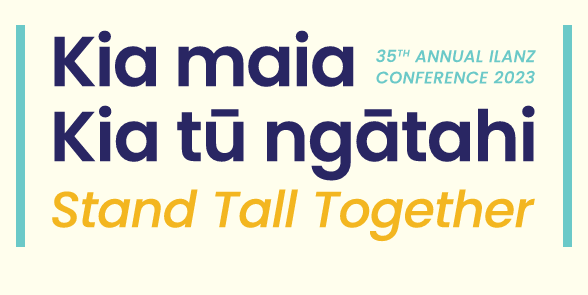 Kia maia
35TH ANNUAL ILANZ
CONFERENCE 2023
Kia tū ngātahi
Stand Tall Together